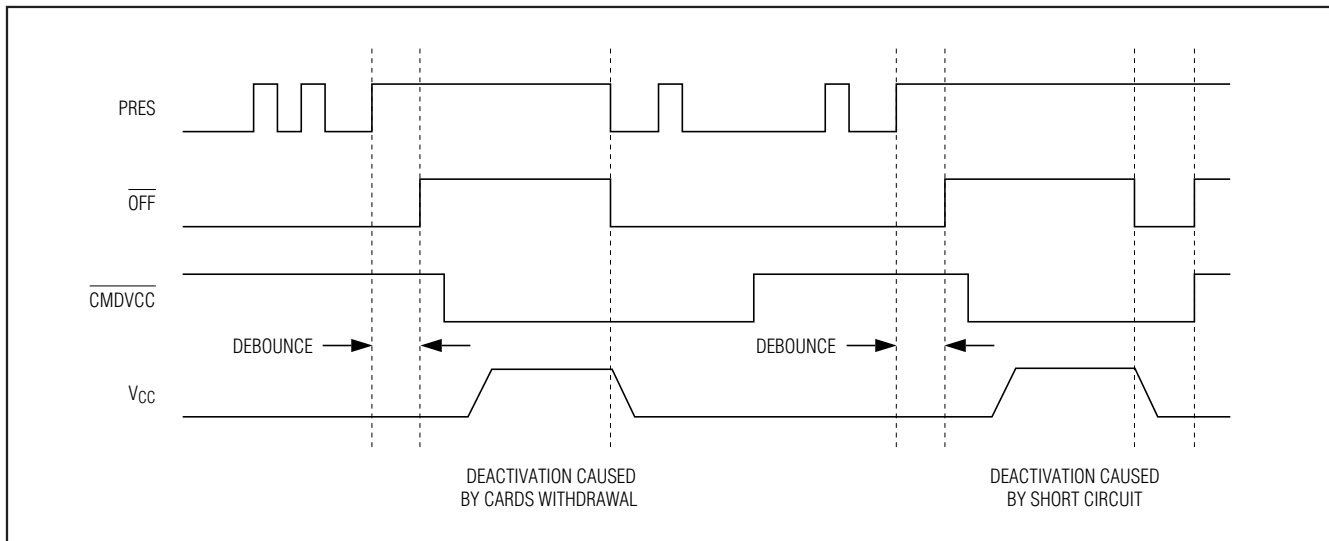 PRES
OFF
CMDVCC
DEBOUNCE
DEBOUNCE
VCC
DEACTIVATION CAUSED
BY CARDS WITHDRAWAL
DEACTIVATION CAUSED
BY SHORT CIRCUIT